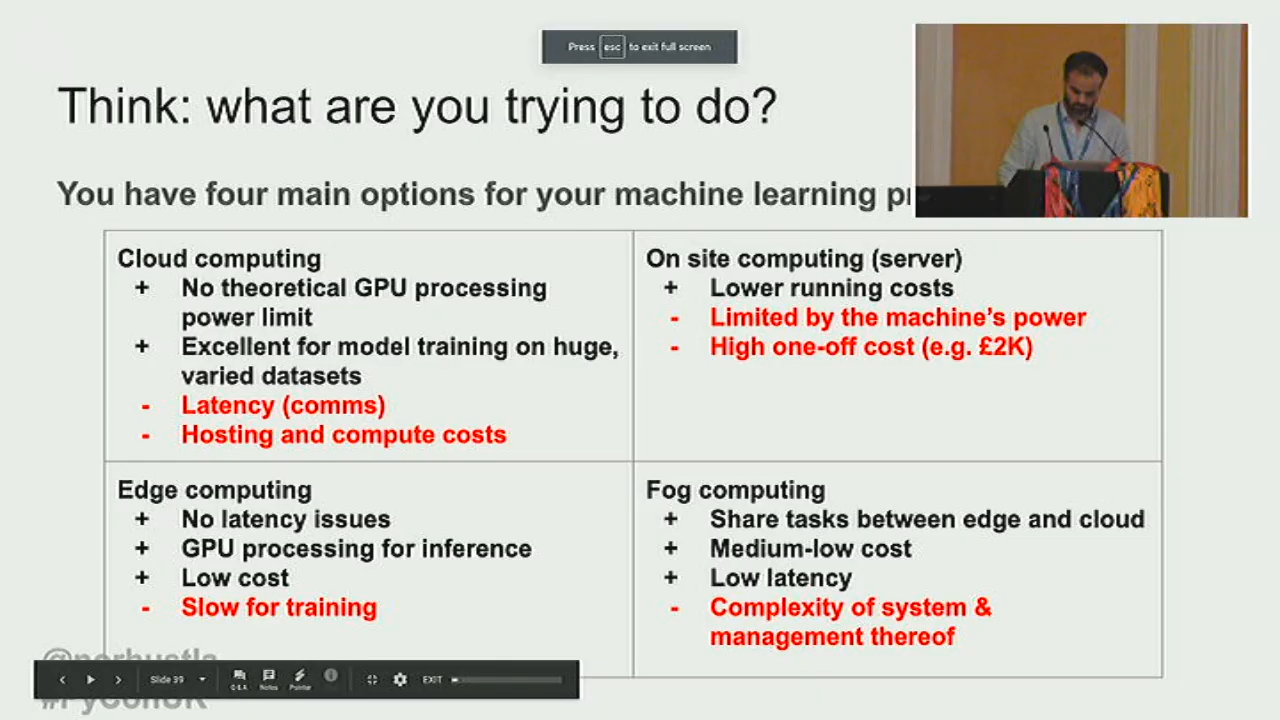 Press esc to exit full screen
Think: what are you trying to do?
You have four main options for your machine learning
Cloud computing
+ No theoretical GPU processing
power limit
+ Excellent for model training on huge,
varied datasets
- Latency (comms)
- Hosting and compute costs
On site computing (server)
+ Lower running costs
- Limited by the machine's power
- High one-off cost (e.g. £2K)
Edge computing
+ No latency issues
+ GPU processing for inference
+ Low cost
- Slow for training
Fog computing
+ Share tasks between edge and cloud
+ Medium-low cost
+ Low latency
- Complexity of system &
management thereof
Slide 39
Q&A
Notes
Pointer
EXIT